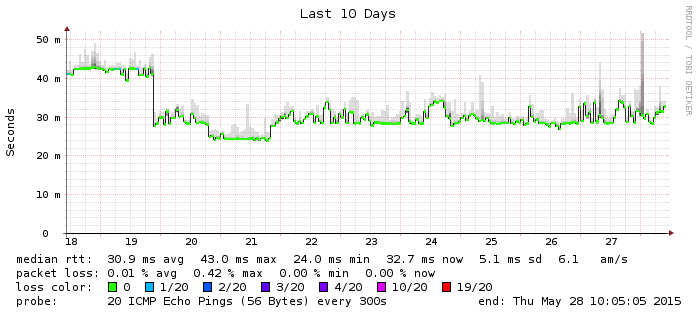 Last 10 Days
RRDTOOL / TOBI OETIKER
Seconds
50 m
40 m
30 m
20 m
10 m
0
18 19 20 21 22 23 24 25 26 27
median rtt: 30.9 ms avg 43.0 ms max 24.0 ms min 32.7 ms now 5.1 ms sd 6.1 am/s
packet loss: 0.01 % avg 0.42 % max 0.00 % min 0.00 % now
loss color: 0 1/20 2/20 3/20 4/20 10/20 19/20
probe: 20 ICMP Echo Pings (56 Bytes) every 300s end: Thu May 28 10:05:05 2015